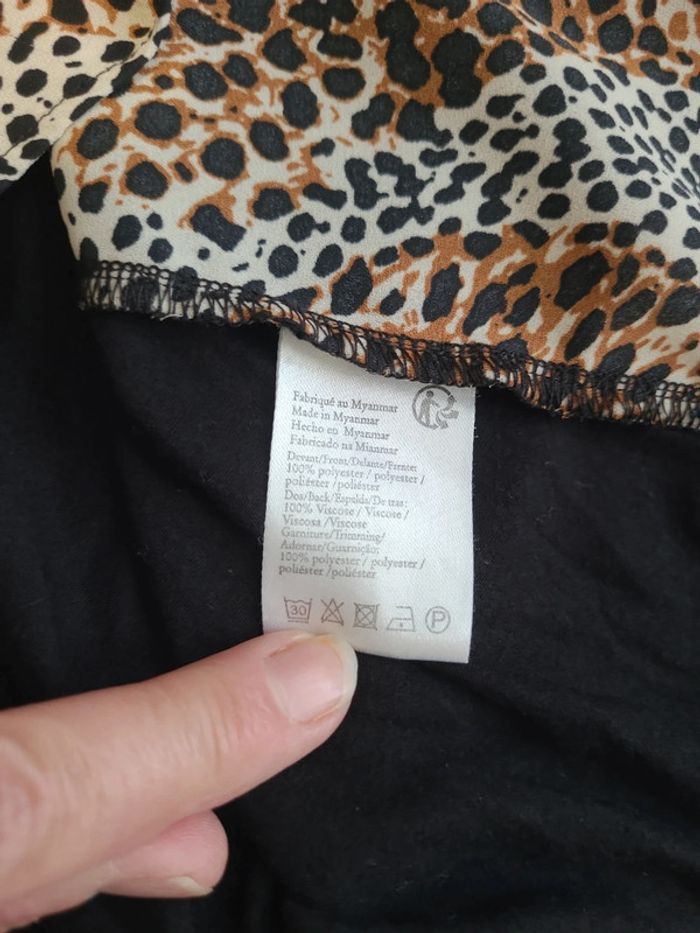 Fabriqué au Myanmar
Made in Myanmar
Hecho en Myanmar
Fabricado na Mianmar
Devant/Front/Delante/Frente:
100% polyester / polyester /
poliéster /poliéster
Dos/Back/Espalda/De tras:
100% Viscose / Viscose /
Viscosa /Viscose
Garniture/Trimming/
Adornar/Guarnição:
100% polyester / polyester /
poliéster /poliéster
30 P